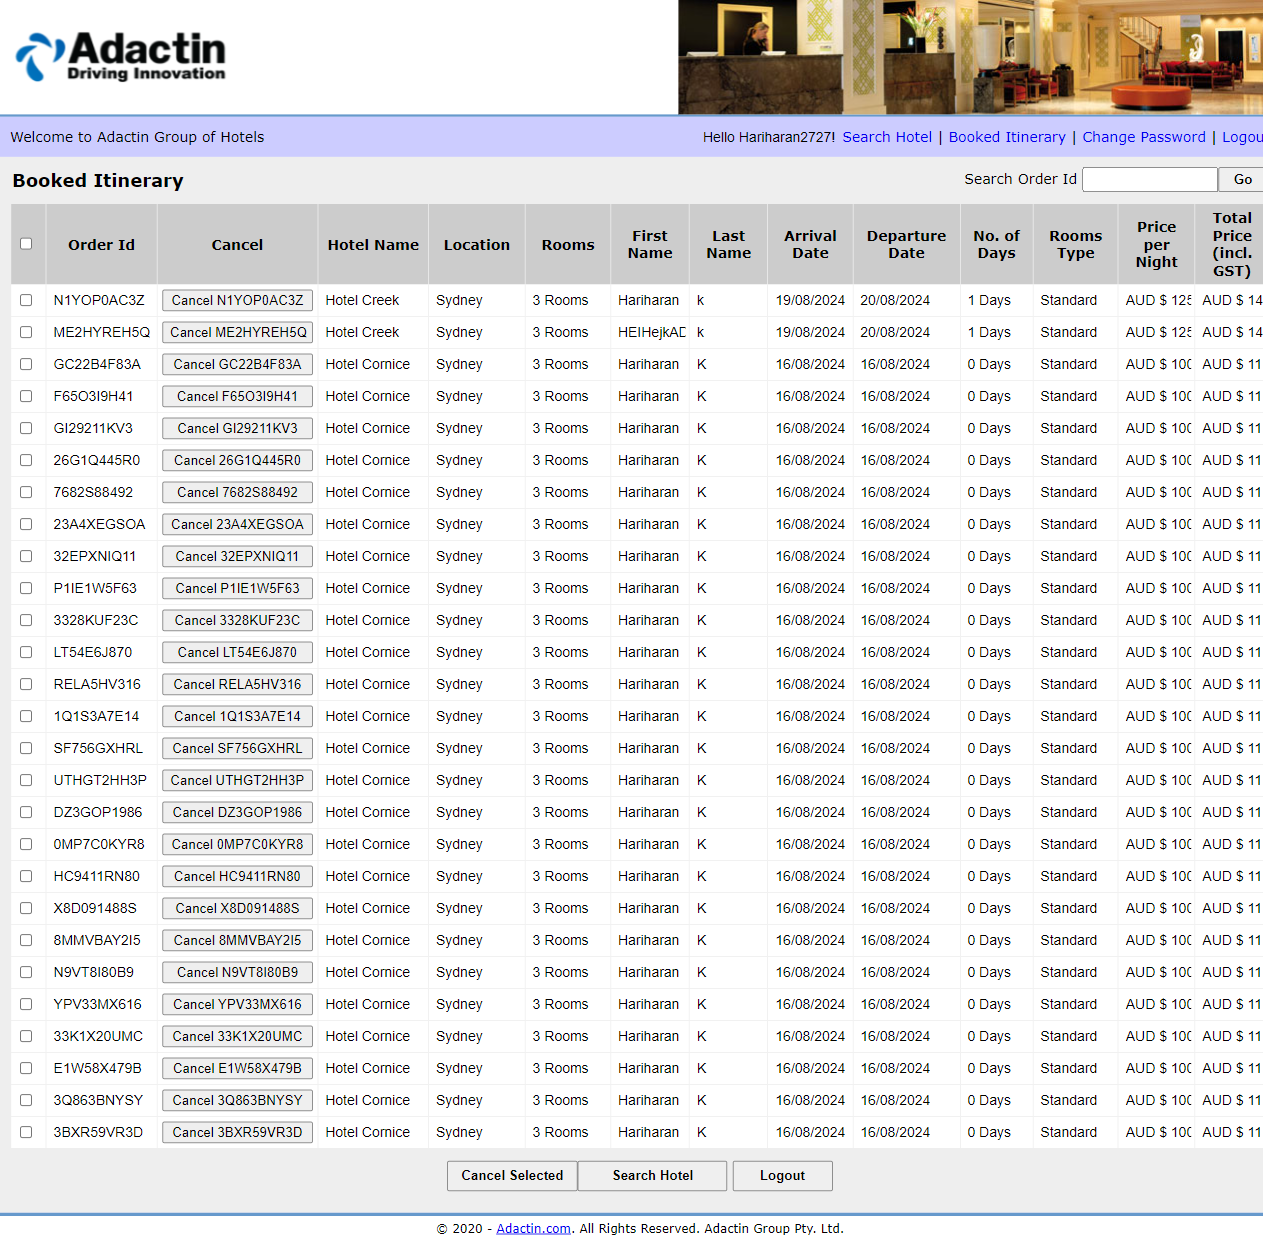 Adactin
Driving Innovation
Welcome to Adactin Group of Hotels
Hello Hariharan2727! Search Hotel | Booked Itinerary | Change Password | Logou
Booked Itinerary
Search Order Id Go
Order Id Cancel Hotel Name Location Rooms First Name Last Name Arrival Date Departure Date No. of Days Rooms Type Price per Night Total Price (incl. GST)
N1YOP0AC3Z Cancel N1YOP0AC3Z Hotel Creek Sydney 3 Rooms Hariharan k 19/08/2024 20/08/2024 1 Days Standard AUD $ 125 AUD $ 14
ME2HYREH5Q Cancel ME2HYREH5Q Hotel Creek Sydney 3 Rooms HEIHejkAD k 19/08/2024 20/08/2024 1 Days Standard AUD $ 125 AUD $ 14
GC22B4F83A Cancel GC22B4F83A Hotel Cornice Sydney 3 Rooms Hariharan K 16/08/2024 16/08/2024 0 Days Standard AUD $ 100 AUD $ 11
F65O3I9H41 Cancel F65O3I9H41 Hotel Cornice Sydney 3 Rooms Hariharan K 16/08/2024 16/08/2024 0 Days Standard AUD $ 100 AUD $ 11
GI29211KV3 Cancel GI29211KV3 Hotel Cornice Sydney 3 Rooms Hariharan K 16/08/2024 16/08/2024 0 Days Standard AUD $ 100 AUD $ 11
26G1Q445R0 Cancel 26G1Q445R0 Hotel Cornice Sydney 3 Rooms Hariharan K 16/08/2024 16/08/2024 0 Days Standard AUD $ 100 AUD $ 11
7682S88492 Cancel 7682S88492 Hotel Cornice Sydney 3 Rooms Hariharan K 16/08/2024 16/08/2024 0 Days Standard AUD $ 100 AUD $ 11
23A4XEGSOA Cancel 23A4XEGSOA Hotel Cornice Sydney 3 Rooms Hariharan K 16/08/2024 16/08/2024 0 Days Standard AUD $ 100 AUD $ 11
32EPXNIQ11 Cancel 32EPXNIQ11 Hotel Cornice Sydney 3 Rooms Hariharan K 16/08/2024 16/08/2024 0 Days Standard AUD $ 100 AUD $ 11
P1IE1W5F63 Cancel P1IE1W5F63 Hotel Cornice Sydney 3 Rooms Hariharan K 16/08/2024 16/08/2024 0 Days Standard AUD $ 100 AUD $ 11
3328KUF23C Cancel 3328KUF23C Hotel Cornice Sydney 3 Rooms Hariharan K 16/08/2024 16/08/2024 0 Days Standard AUD $ 100 AUD $ 11
LT54E6J870 Cancel LT54E6J870 Hotel Cornice Sydney 3 Rooms Hariharan K 16/08/2024 16/08/2024 0 Days Standard AUD $ 100 AUD $ 11
RELA5HV316 Cancel RELA5HV316 Hotel Cornice Sydney 3 Rooms Hariharan K 16/08/2024 16/08/2024 0 Days Standard AUD $ 100 AUD $ 11
1Q1S3A7E14 Cancel 1Q1S3A7E14 Hotel Cornice Sydney 3 Rooms Hariharan K 16/08/2024 16/08/2024 0 Days Standard AUD $ 100 AUD $ 11
SF756GXHRL Cancel SF756GXHRL Hotel Cornice Sydney 3 Rooms Hariharan K 16/08/2024 16/08/2024 0 Days Standard AUD $ 100 AUD $ 11
UTHGT2HH3P Cancel UTHGT2HH3P Hotel Cornice Sydney 3 Rooms Hariharan K 16/08/2024 16/08/2024 0 Days Standard AUD $ 100 AUD $ 11
DZ3GOP1986 Cancel DZ3GOP1986 Hotel Cornice Sydney 3 Rooms Hariharan K 16/08/2024 16/08/2024 0 Days Standard AUD $ 100 AUD $ 11
0MP7C0KYR8 Cancel 0MP7C0KYR8 Hotel Cornice Sydney 3 Rooms Hariharan K 16/08/2024 16/08/2024 0 Days Standard AUD $ 100 AUD $ 11
HC9411RN80 Cancel HC9411RN80 Hotel Cornice Sydney 3 Rooms Hariharan K 16/08/2024 16/08/2024 0 Days Standard AUD $ 100 AUD $ 11
X8D091488S Cancel X8D091488S Hotel Cornice Sydney 3 Rooms Hariharan K 16/08/2024 16/08/2024 0 Days Standard AUD $ 100 AUD $ 11
8MMVBAY2I5 Cancel 8MMVBAY2I5 Hotel Cornice Sydney 3 Rooms Hariharan K 16/08/2024 16/08/2024 0 Days Standard AUD $ 100 AUD $ 11
N9VT8I80B9 Cancel N9VT8I80B9 Hotel Cornice Sydney 3 Rooms Hariharan K 16/08/2024 16/08/2024 0 Days Standard AUD $ 100 AUD $ 11
YPV33MX616 Cancel YPV33MX616 Hotel Cornice Sydney 3 Rooms Hariharan K 16/08/2024 16/08/2024 0 Days Standard AUD $ 100 AUD $ 11
33K1X20UMC Cancel 33K1X20UMC Hotel Cornice Sydney 3 Rooms Hariharan K 16/08/2024 16/08/2024 0 Days Standard AUD $ 100 AUD $ 11
E1W58X479B Cancel E1W58X479B Hotel Cornice Sydney 3 Rooms Hariharan K 16/08/2024 16/08/2024 0 Days Standard AUD $ 100 AUD $ 11
3Q863BNYSY Cancel 3Q863BNYSY Hotel Cornice Sydney 3 Rooms Hariharan K 16/08/2024 16/08/2024 0 Days Standard AUD $ 100 AUD $ 11
3BXR59VR3D Cancel 3BXR59VR3D Hotel Cornice Sydney 3 Rooms Hariharan K 16/08/2024 16/08/2024 0 Days Standard AUD $ 100 AUD $ 11
Cancel Selected Search Hotel Logout
© 2020 - Adactin.com. All Rights Reserved. Adactin Group Pty. Ltd.